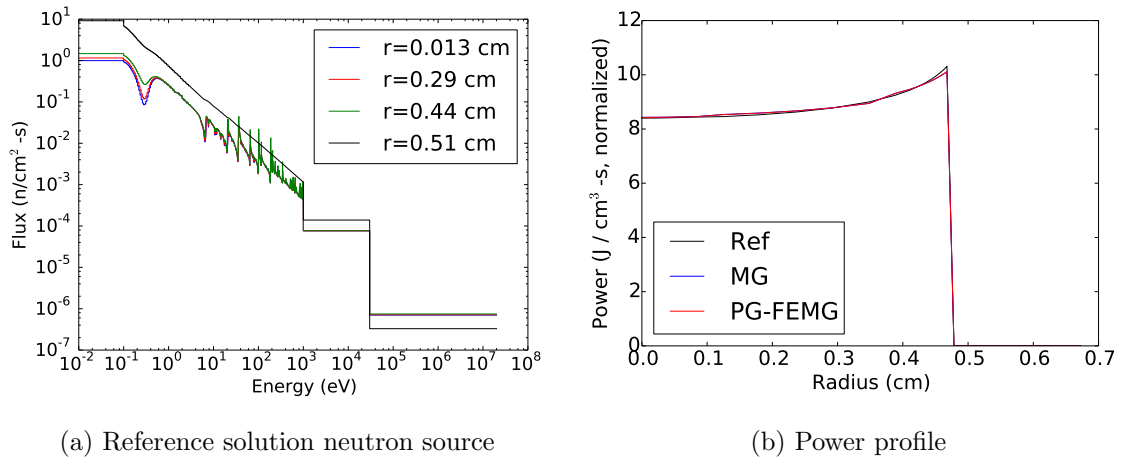 10^1
10^0
10^-1
10^-2
10^-3
10^-4
10^-5
10^-6
10^-7
Flux (n/cm^2 -s)
r=0.013 cm
r=0.29 cm
r=0.44 cm
r=0.51 cm
10^-2 10^-1 10^0 10^1 10^2 10^3 10^4 10^5 10^6 10^7 10^8
Energy (eV)
(a) Reference solution neutron source
12
10
8
6
4
2
0
Power (J / cm^3 -s, normalized)
Ref
MG
PG-FEMG
0.0 0.1 0.2 0.3 0.4 0.5 0.6 0.7
Radius (cm)
(b) Power profile